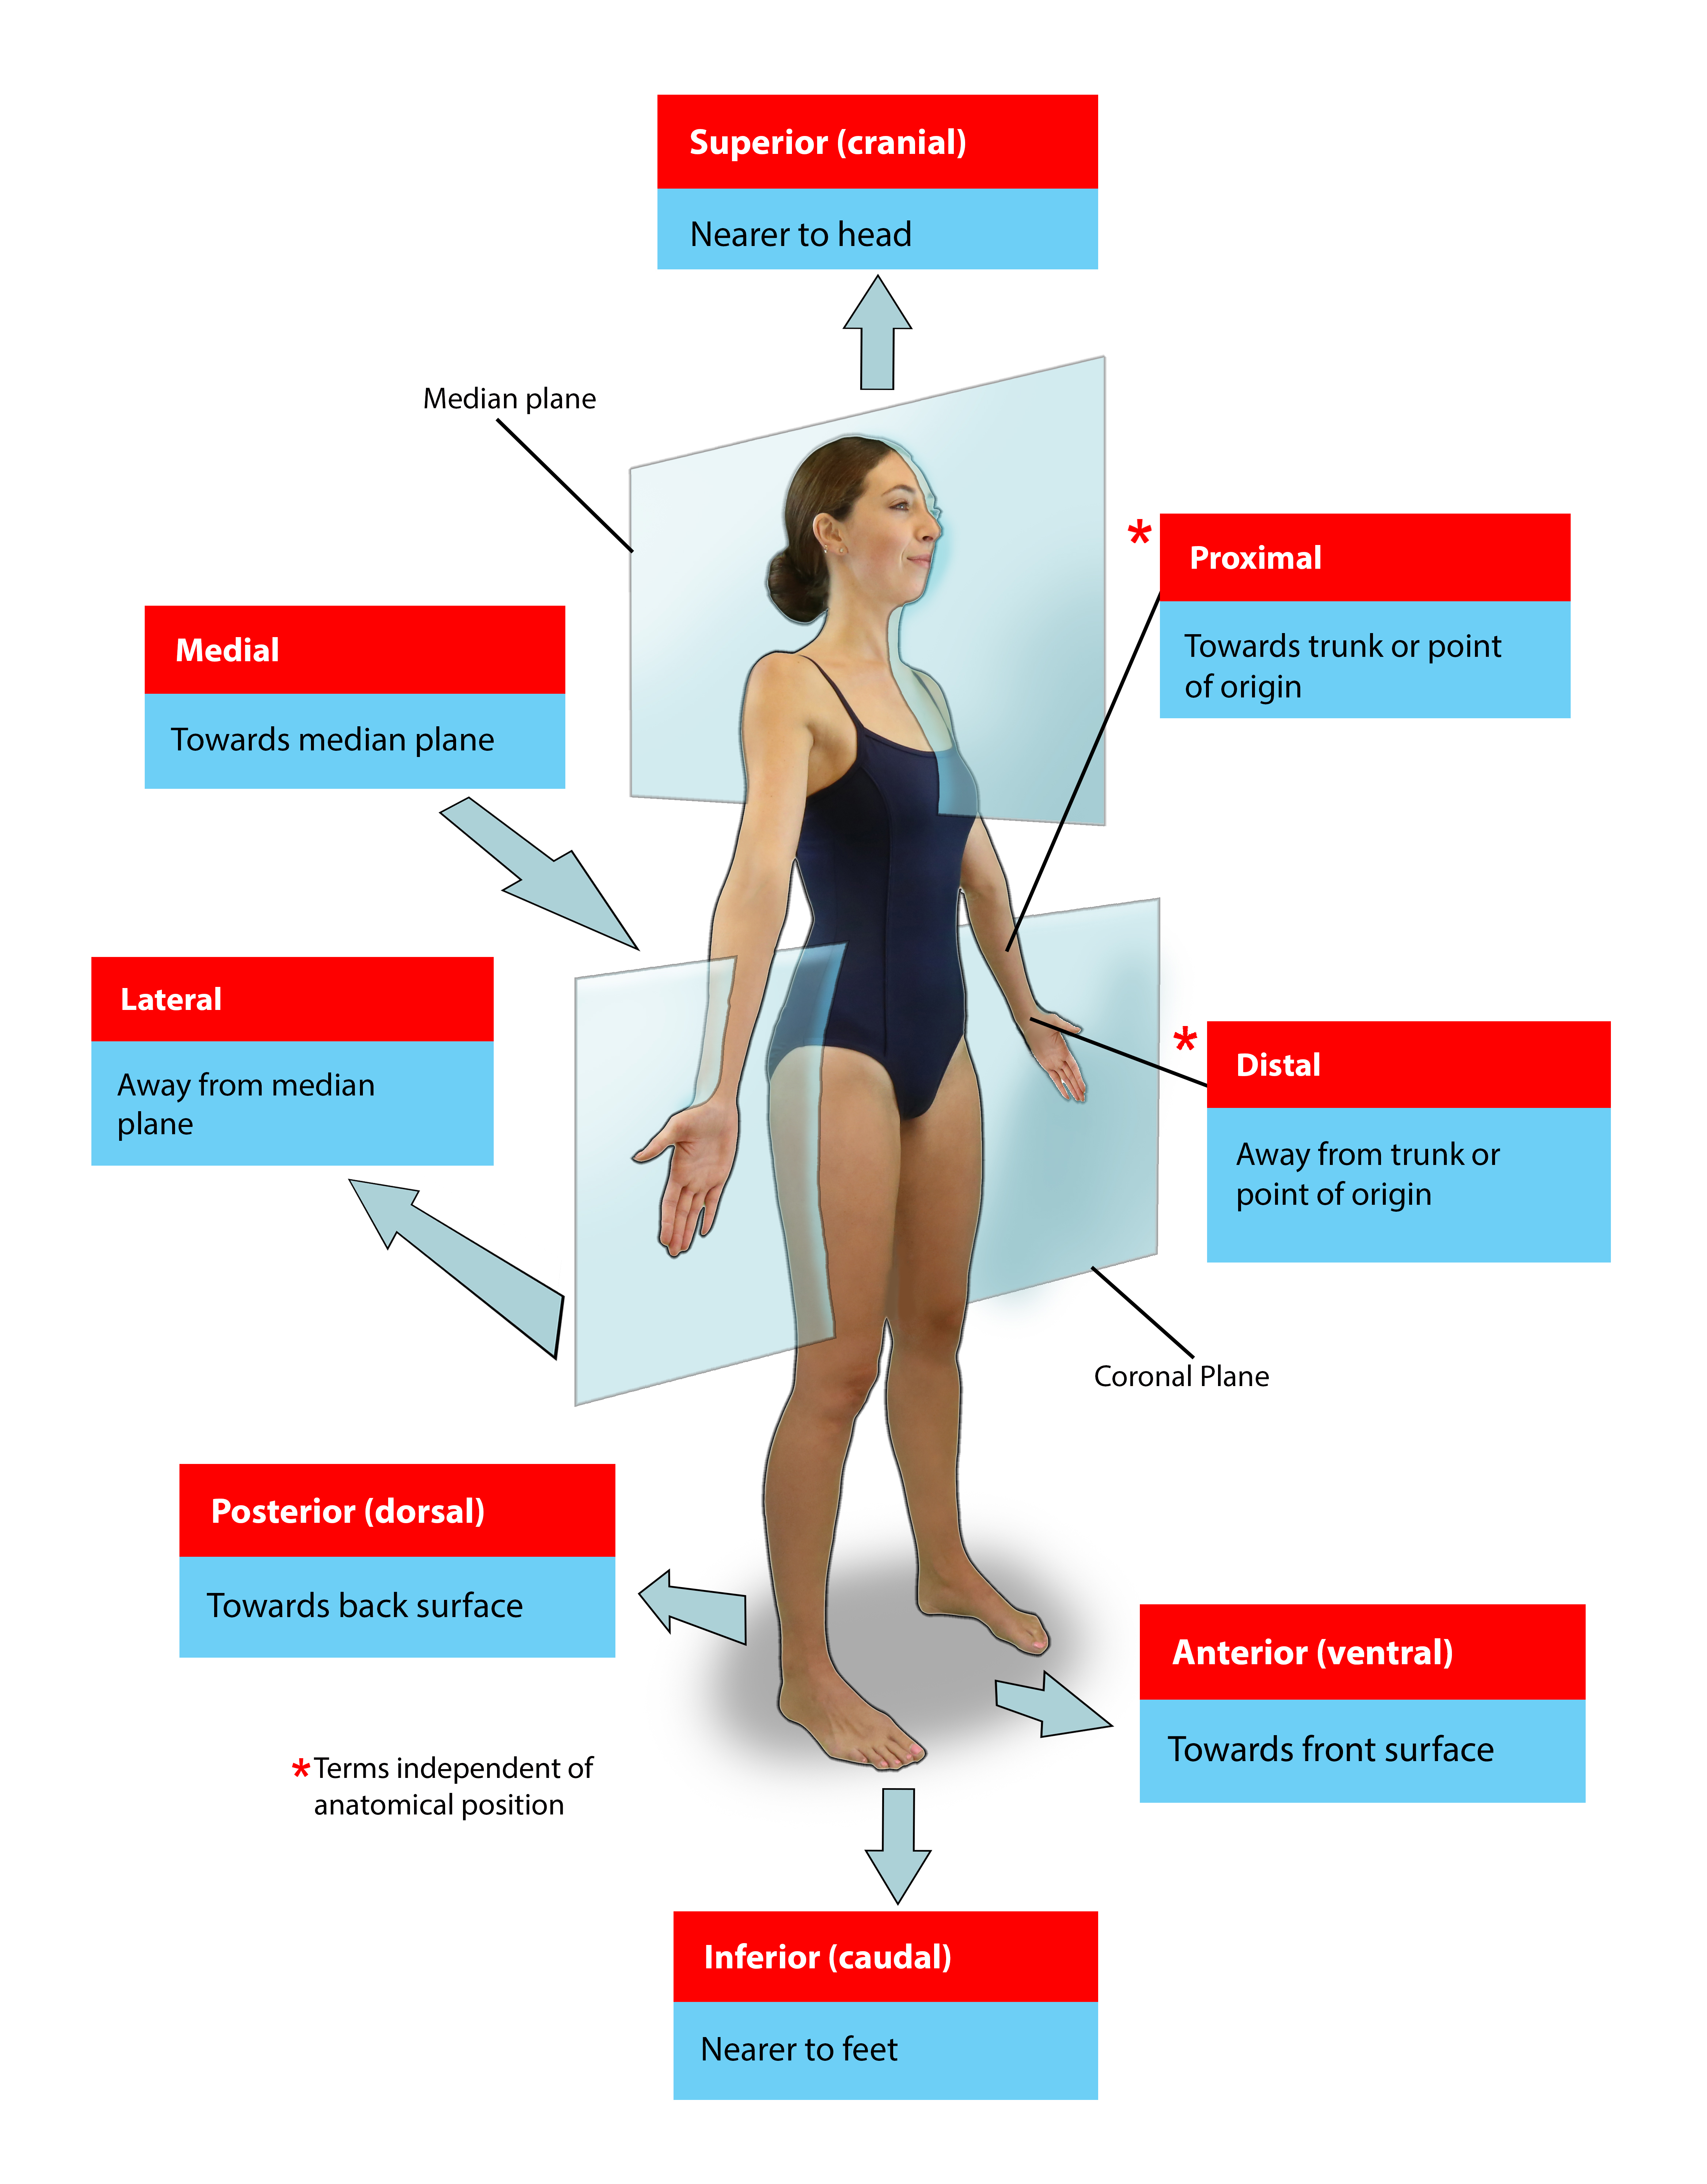 Superior (cranial)
Nearer to head
Median plane
* Proximal
Towards trunk or point
of origin
Medial
Towards median plane
Lateral
Away from median
plane
* Distal
Away from trunk or
point of origin
Coronal Plane
Posterior (dorsal)
Towards back surface
Anterior (ventral)
Towards front surface
* Terms independent of
anatomical position
Inferior (caudal)
Nearer to feet